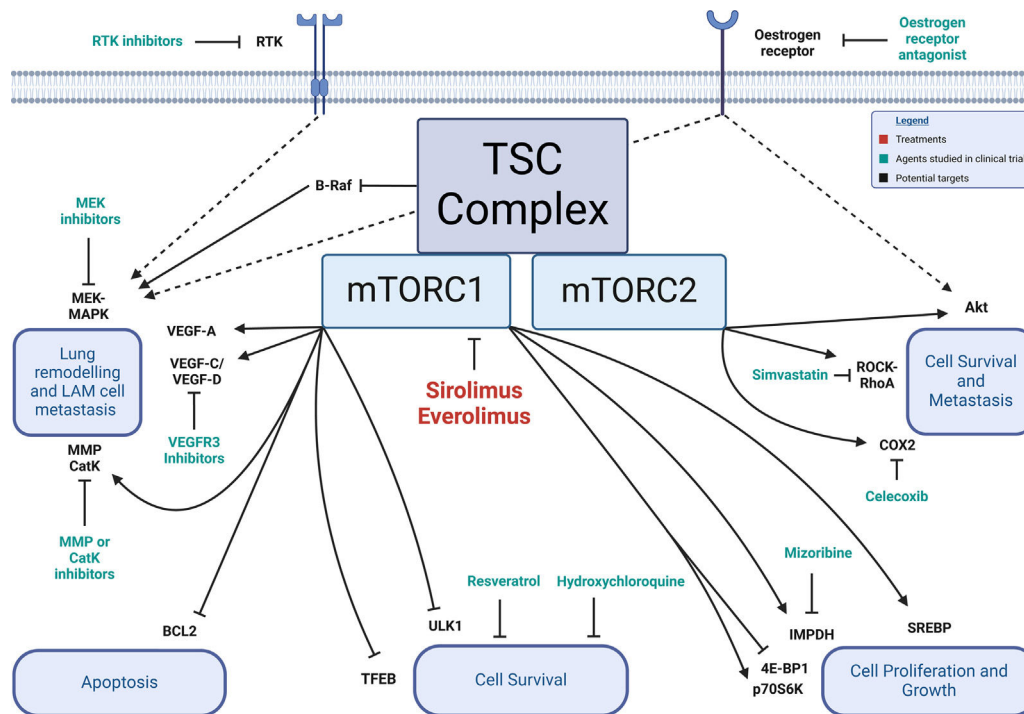 RTK inhibitors
RTK
Oestrogen
receptor
Oestrogen
receptor
antagonist
Legend
Treatments
Agents studied in clinical trial
Potential targets
TSC
Complex
B-Raf
MEK
inhibitors
mTORC1
mTORC2
MEK-
MAPK
Akt
VEGF-A
Lung
remodelling
and LAM cell
metastasis
VEGF-C/
VEGF-D
Sirolimus
Everolimus
Simvastatin
ROCK-
RhoA
Cell Survival
and
Metastasis
VEGFR3
Inhibitors
MMP
CatK
COX2
Celecoxib
MMP or
CatK
inhibitors
Resveratrol
Hydroxychloroquine
Mizoribine
BCL2
ULK1
IMPDH
SREBP
TFEB
4E-BP1
p70S6K
Apoptosis
Cell Survival
Cell Proliferation and
Growth